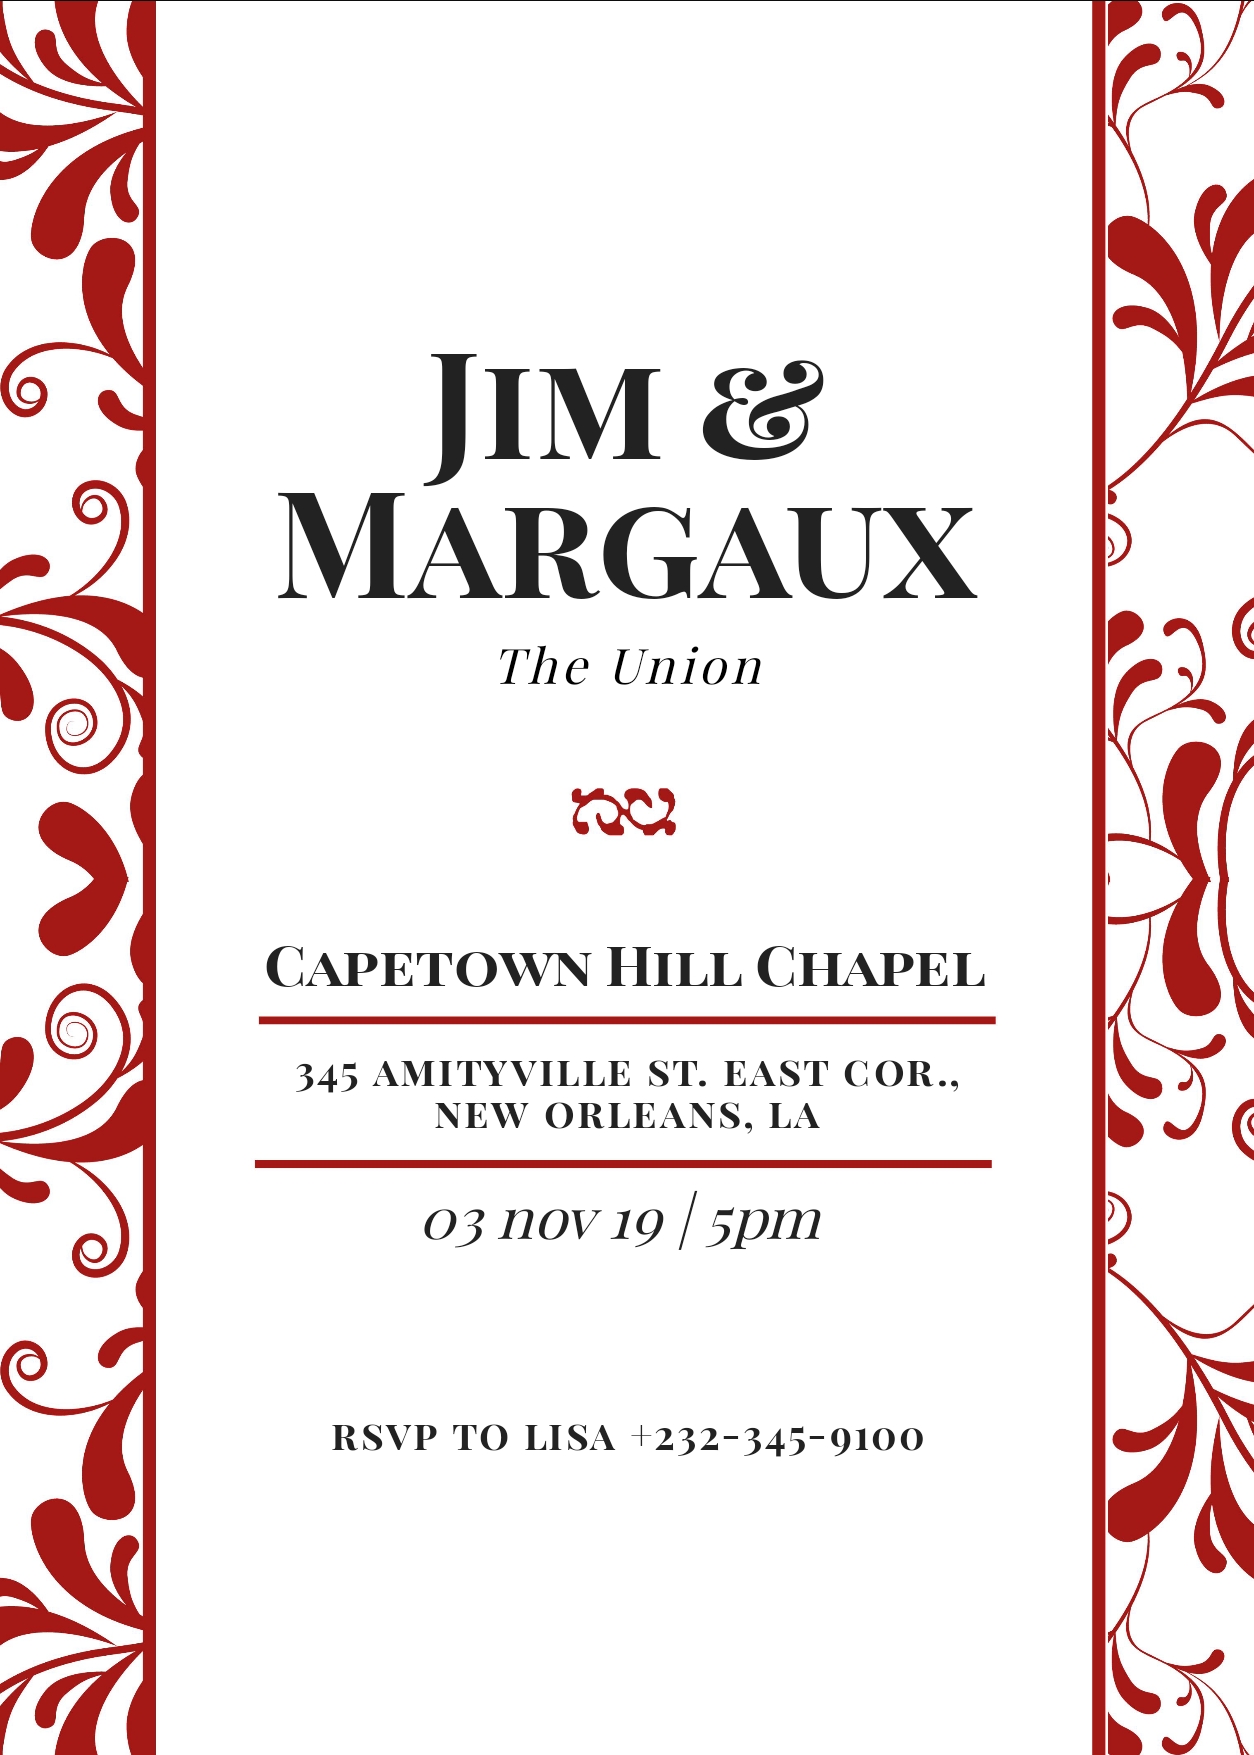 Jim &
Margaux
The Union
Capetown Hill Chapel
345 AMITYVILLE ST. EAST COR.,
NEW ORLEANS, LA
03 nov 19 | 5pm
RSVP TO LISA +232-345-9100